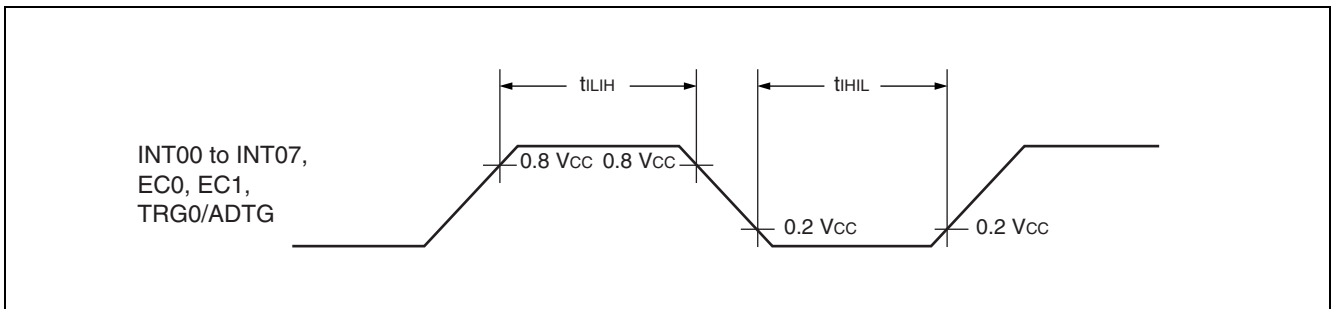 tILIH
tIHIL
INT00 to INT07,
EC0, EC1,
TRG0/ADTG
0.8 VCC 0.8 VCC
0.2 VCC
0.2 VCC